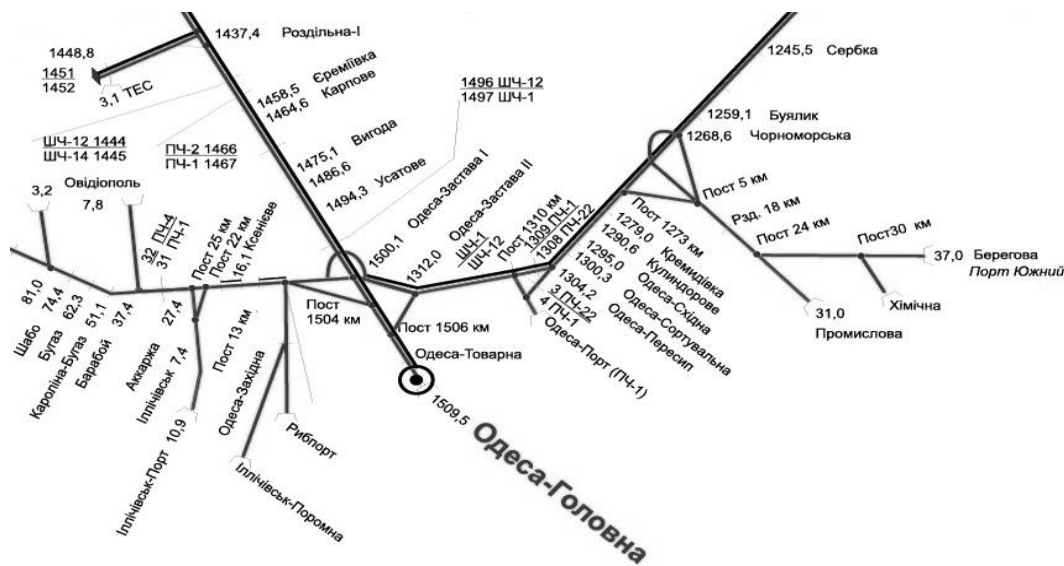 1437,4 Роздільна-I
1448,8
1451
1452
3,1 ТЕС
1245,5 Сербка
1458,5 Єреміївка
1464,6 Карпове
1496 ШЧ-12
1497 ШЧ-1
1259,1 Буялик
1268,6 Чорноморська
ШЧ-12 1444
ШЧ-14 1445
ПЧ-2 1466
ПЧ-1 1467
1475,1 Вигода
1486,6
1494,3 Усатове
3,2
Овідіополь
7,8
32 ПЧ-4
31 ПЧ-1
Пост 25 км
Пост 22 км
16,1 Ксенієве
1500,1 Одеса-Застава I
1312,0 Одеса-Застава II
ШЧ-1
ШЧ-12
Пост 1310 км
1309 ПЧ-1
1308 ПЧ-22
Пост 5 км
Рзд. 18 км
Пост 24 км
Пост30 км
37,0 Берегова
Порт Южний
Хімічна
31,0
Промислова
Пост 1273 км
1279,0 Кремидівка
1290,6 Кулиндорове
1295,0 Одеса-Східна
1300,3 Одеса-Сортувальна
1304,2 Одеса-Пересип
3 ПЧ-22
4 ПЧ-1
Одеса-Порт (ПЧ-1)
Шабо 81,0
Бугаз 74,4
Кароліна-Бугаз 62,3
51,1
Барабой 37,4
Аккаржа 27,4
Іллічівськ 7,4
Іллічівськ-Порт 10,9
Пост 13 км
Одеса-Західна
Рибпорт
Іллічівськ-Поромна
Пост
1504 км
Пост 1506 км
Одеса-Товарна
1509,5 Одеса-Головна